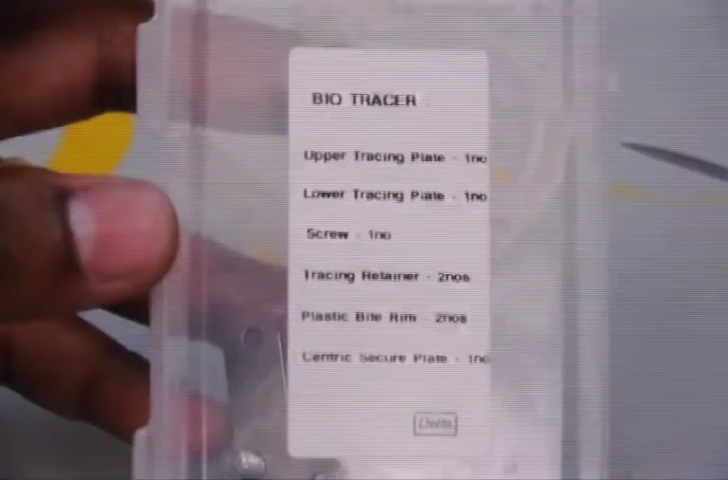 BIO TRACER
Upper Tracing Plate - 1no
Lower Tracing Plate - 1no
Screw - 1no
Tracing Retainer - 2nos
Plastic Bite Rim - 2nos
Centric Secure Plate - 1no
Delta